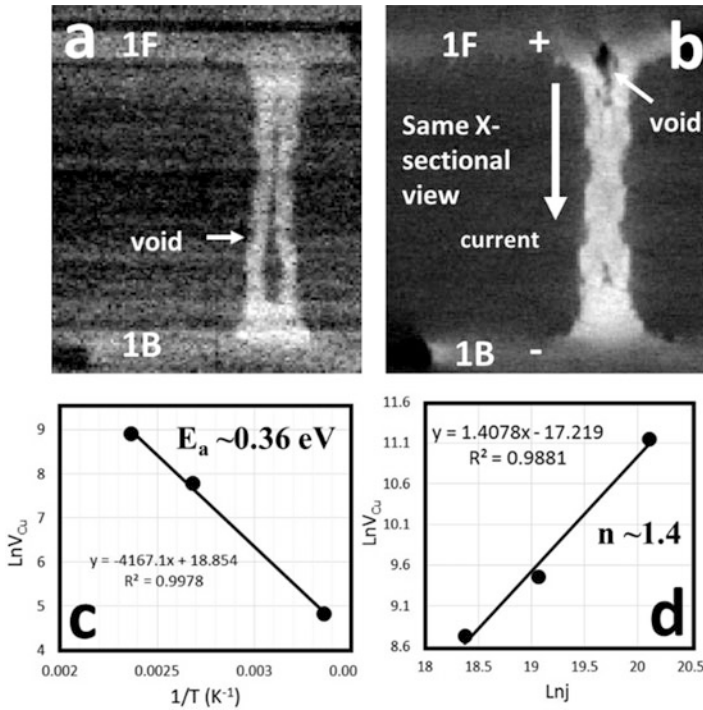 a
1F
void
1B
1F +
b
void
Same X-
sectional
view
current
1B -
9
8
7
6
5
4
LnV_Cu
E_a ~0.36 eV
y = -4167.1x + 18.854
R² = 0.9978
c
0.002
0.0025
0.003
0.00
1/T (K⁻¹)
11.6
11.1
10.6
10.1
9.6
9.1
8.6
LnV_Cu
y = 1.4078x - 17.219
R² = 0.9881
n ~1.4
d
18
18.5
19
19.5
20
20.5
Lnj